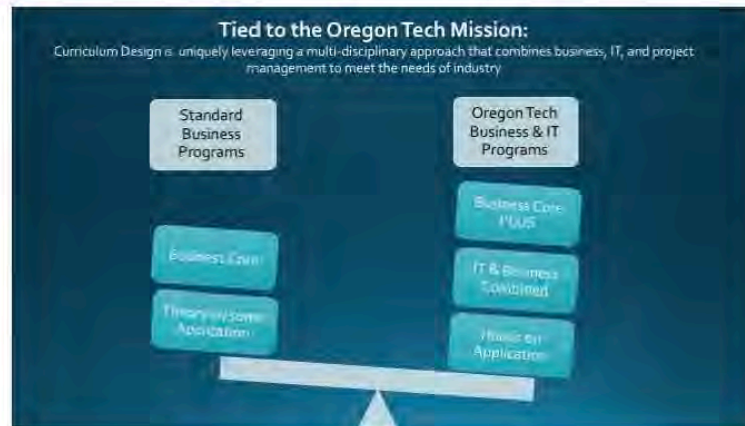 Tied to the Oregon Tech Mission:
Curriculum Design is uniquely leveraging a multi-disciplinary approach that combines business, IT, and project
management to meet the needs of industry
Standard
Business
Programs
Business Core
Theory w/some
Application
Oregon Tech
Business & IT
Programs
Business Core
PLUS
IT & Business
Combined
Hands on
Application